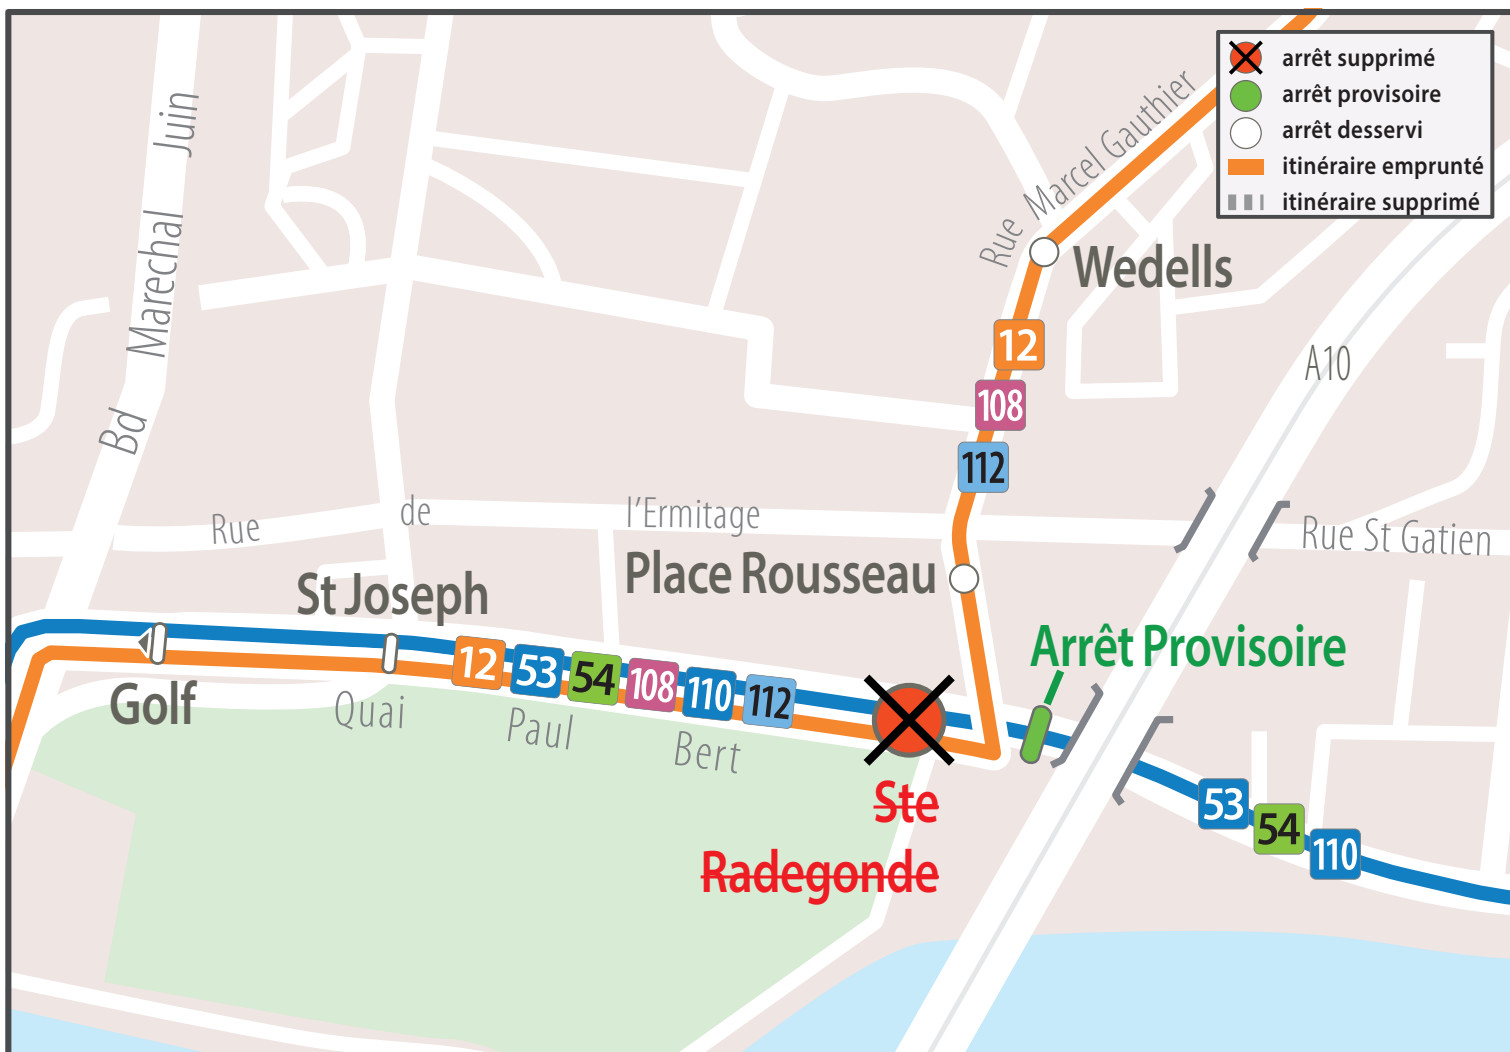 arrêt supprimé
arrêt provisoire
arrêt desservi
itinéraire emprunté
itinéraire supprimé
Bd Marechal Juin
Rue Marcel Gauthier
Wedells
12
108
112
A10
Rue de l'Ermitage
Rue St Gatien
Place Rousseau
St Joseph
Arrêt Provisoire
Golf
12 53 54 108 110 112
Quai Paul Bert
Ste
Radegonde
53
54
110